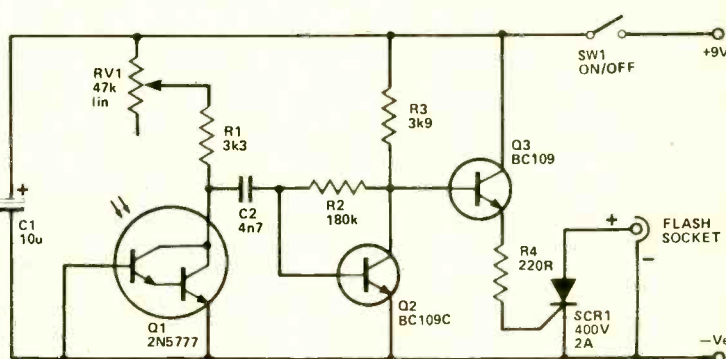 SW1
ON/OFF
+9V
RV1
47k
lin
R1
3k3
R3
3k9
Q3
BC109
+
C1
10u
C2
4n7
R2
180k
R4
220R
+
FLASH
SOCKET
–
Q1
2N5777
Q2
BC109C
SCR1
400V
2A